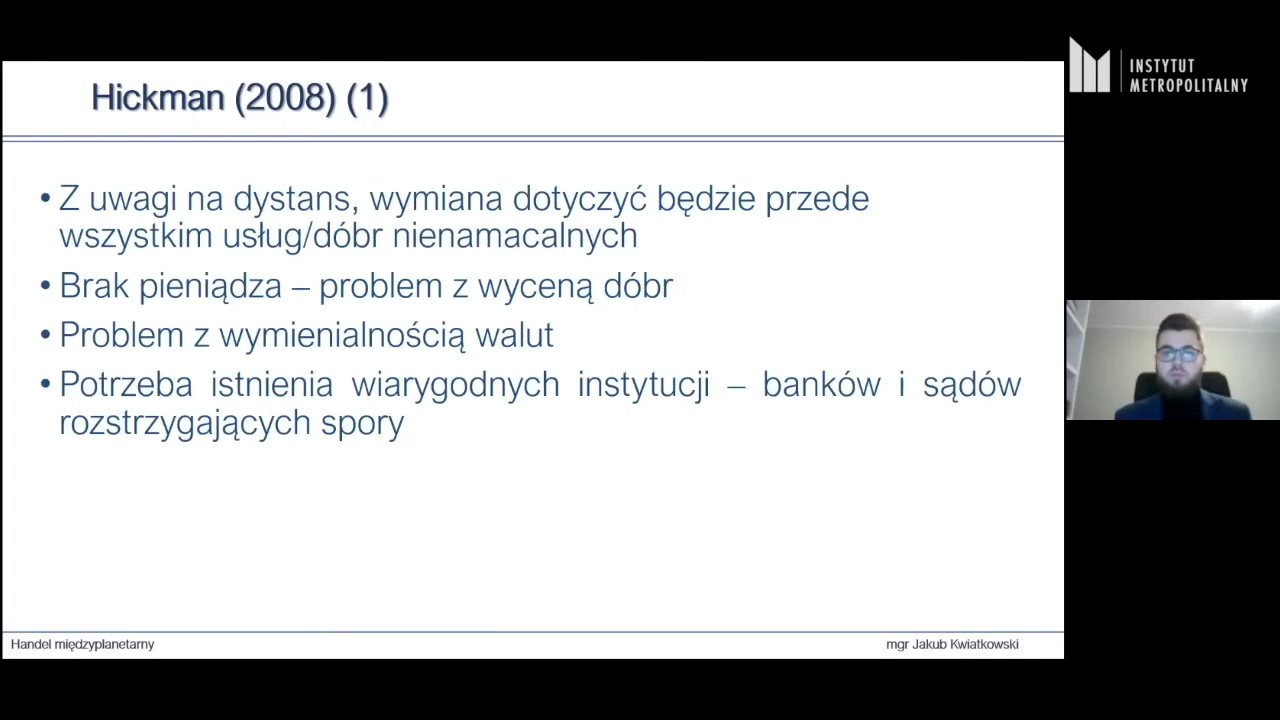 Hickman (2008) (1)
• Z uwagi na dystans, wymiana dotyczyć będzie przede
wszystkim usług/dóbr nienamacalnych
• Brak pieniądza – problem z wyceną dóbr
• Problem z wymienialnością walut
• Potrzeba istnienia wiarygodnych instytucji – banków i sądów
rozstrzygających spory
Handel międzyplanetarny
mgr Jakub Kwiatkowski
INSTYTUT
METROPOLITALNY